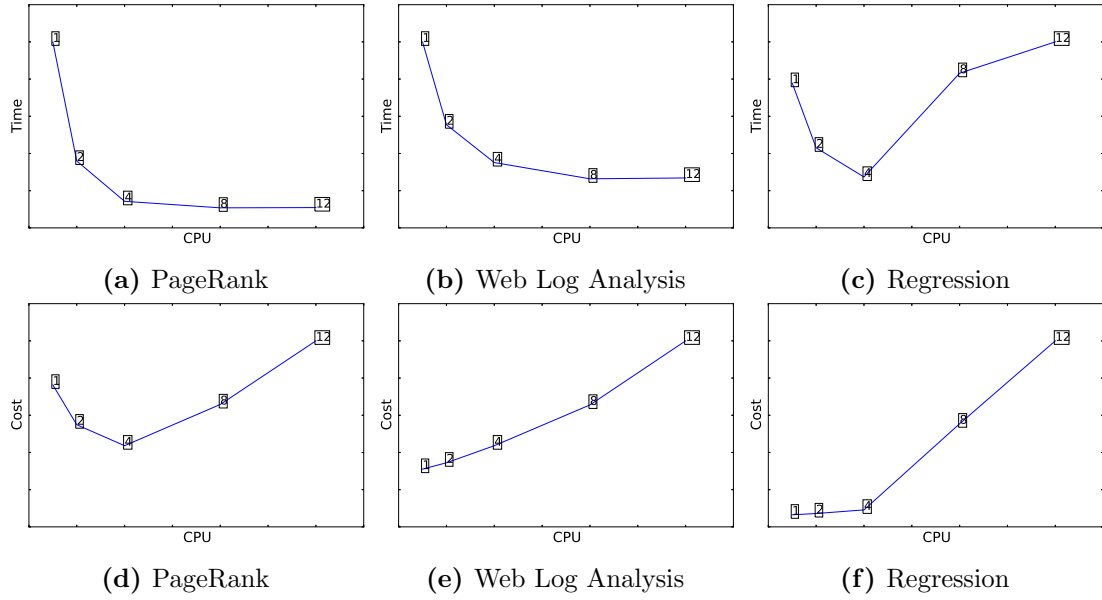 1 1 12
Time Time Time
8
1
2 2 2
4 4 4
8 12 8 12
CPU CPU CPU
(a) PageRank (b) Web Log Analysis (c) Regression
12 12 12
1
Cost Cost Cost
2 8 8 8
4 4
1 2 1 2 4
CPU CPU CPU
(d) PageRank (e) Web Log Analysis (f) Regression